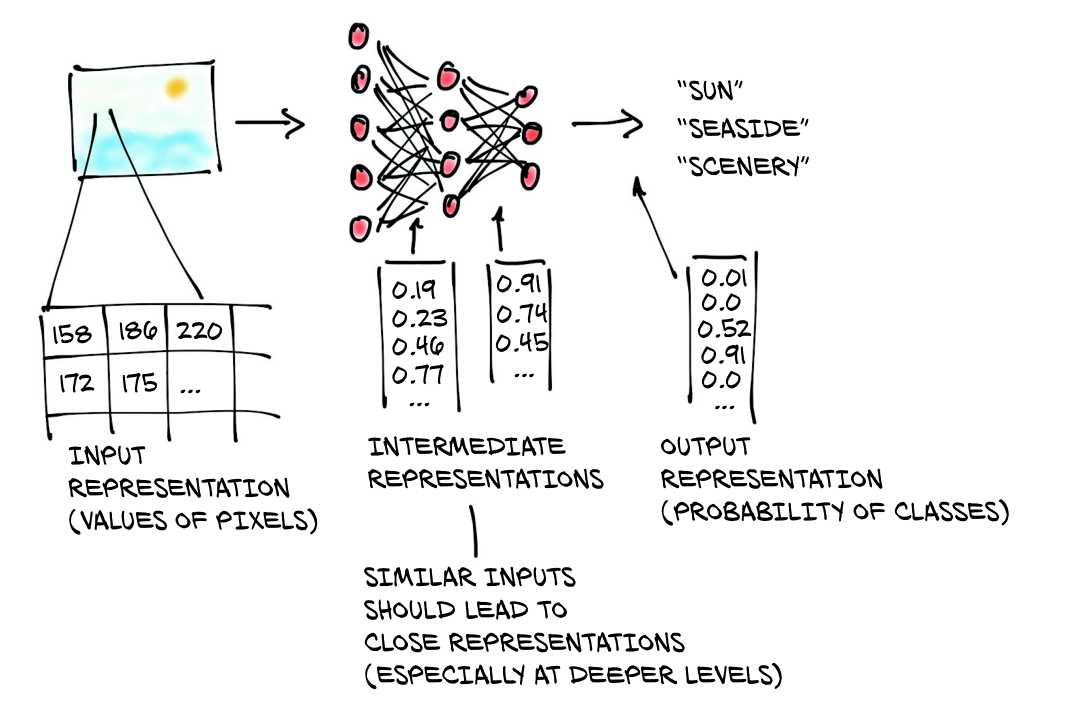 "SUN"
"SEASIDE"
"SCENERY"
158 186 220
172 175 ...
INPUT
REPRESENTATION
(VALUES OF PIXELS)
0.19
0.23
0.46
0.77
...
0.91
0.74
0.45
...
INTERMEDIATE
REPRESENTATIONS
0.01
0.0
0.52
0.91
0.0
...
OUTPUT
REPRESENTATION
(PROBABILITY OF CLASSES)
SIMILAR INPUTS
SHOULD LEAD TO
CLOSE REPRESENTATIONS
(ESPECIALLY AT DEEPER LEVELS)